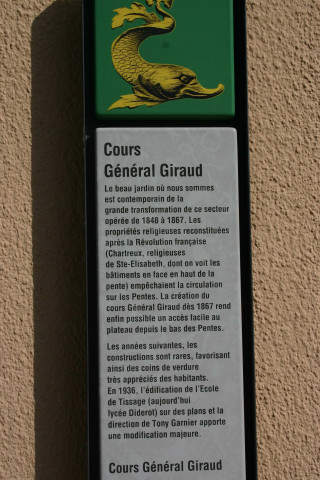 Cours
Général Giraud
Le beau jardin où nous sommes
est contemporain de la
grande transformation de ce secteur
opérée de 1848 à 1867. Les
propriétés religieuses reconstituées
après la Révolution française
(Chartreux, religieuses
de Ste-Elisabeth, dont on voit les
bâtiments en face en haut de la
pente) empêchaient la circulation
sur les Pentes. La création du
cours Général Giraud dès 1867 rend
enfin possible un accès facile au
plateau depuis le bas des Pentes.
Les années suivantes, les
constructions sont rares, favorisant
ainsi des coins de verdure
très appréciés des habitants.
En 1936, l'édification de l'Ecole
de Tissage (aujourd'hui
lycée Diderot) sur des plans et la
direction de Tony Garnier apporte
une modification majeure.
Cours Général Giraud